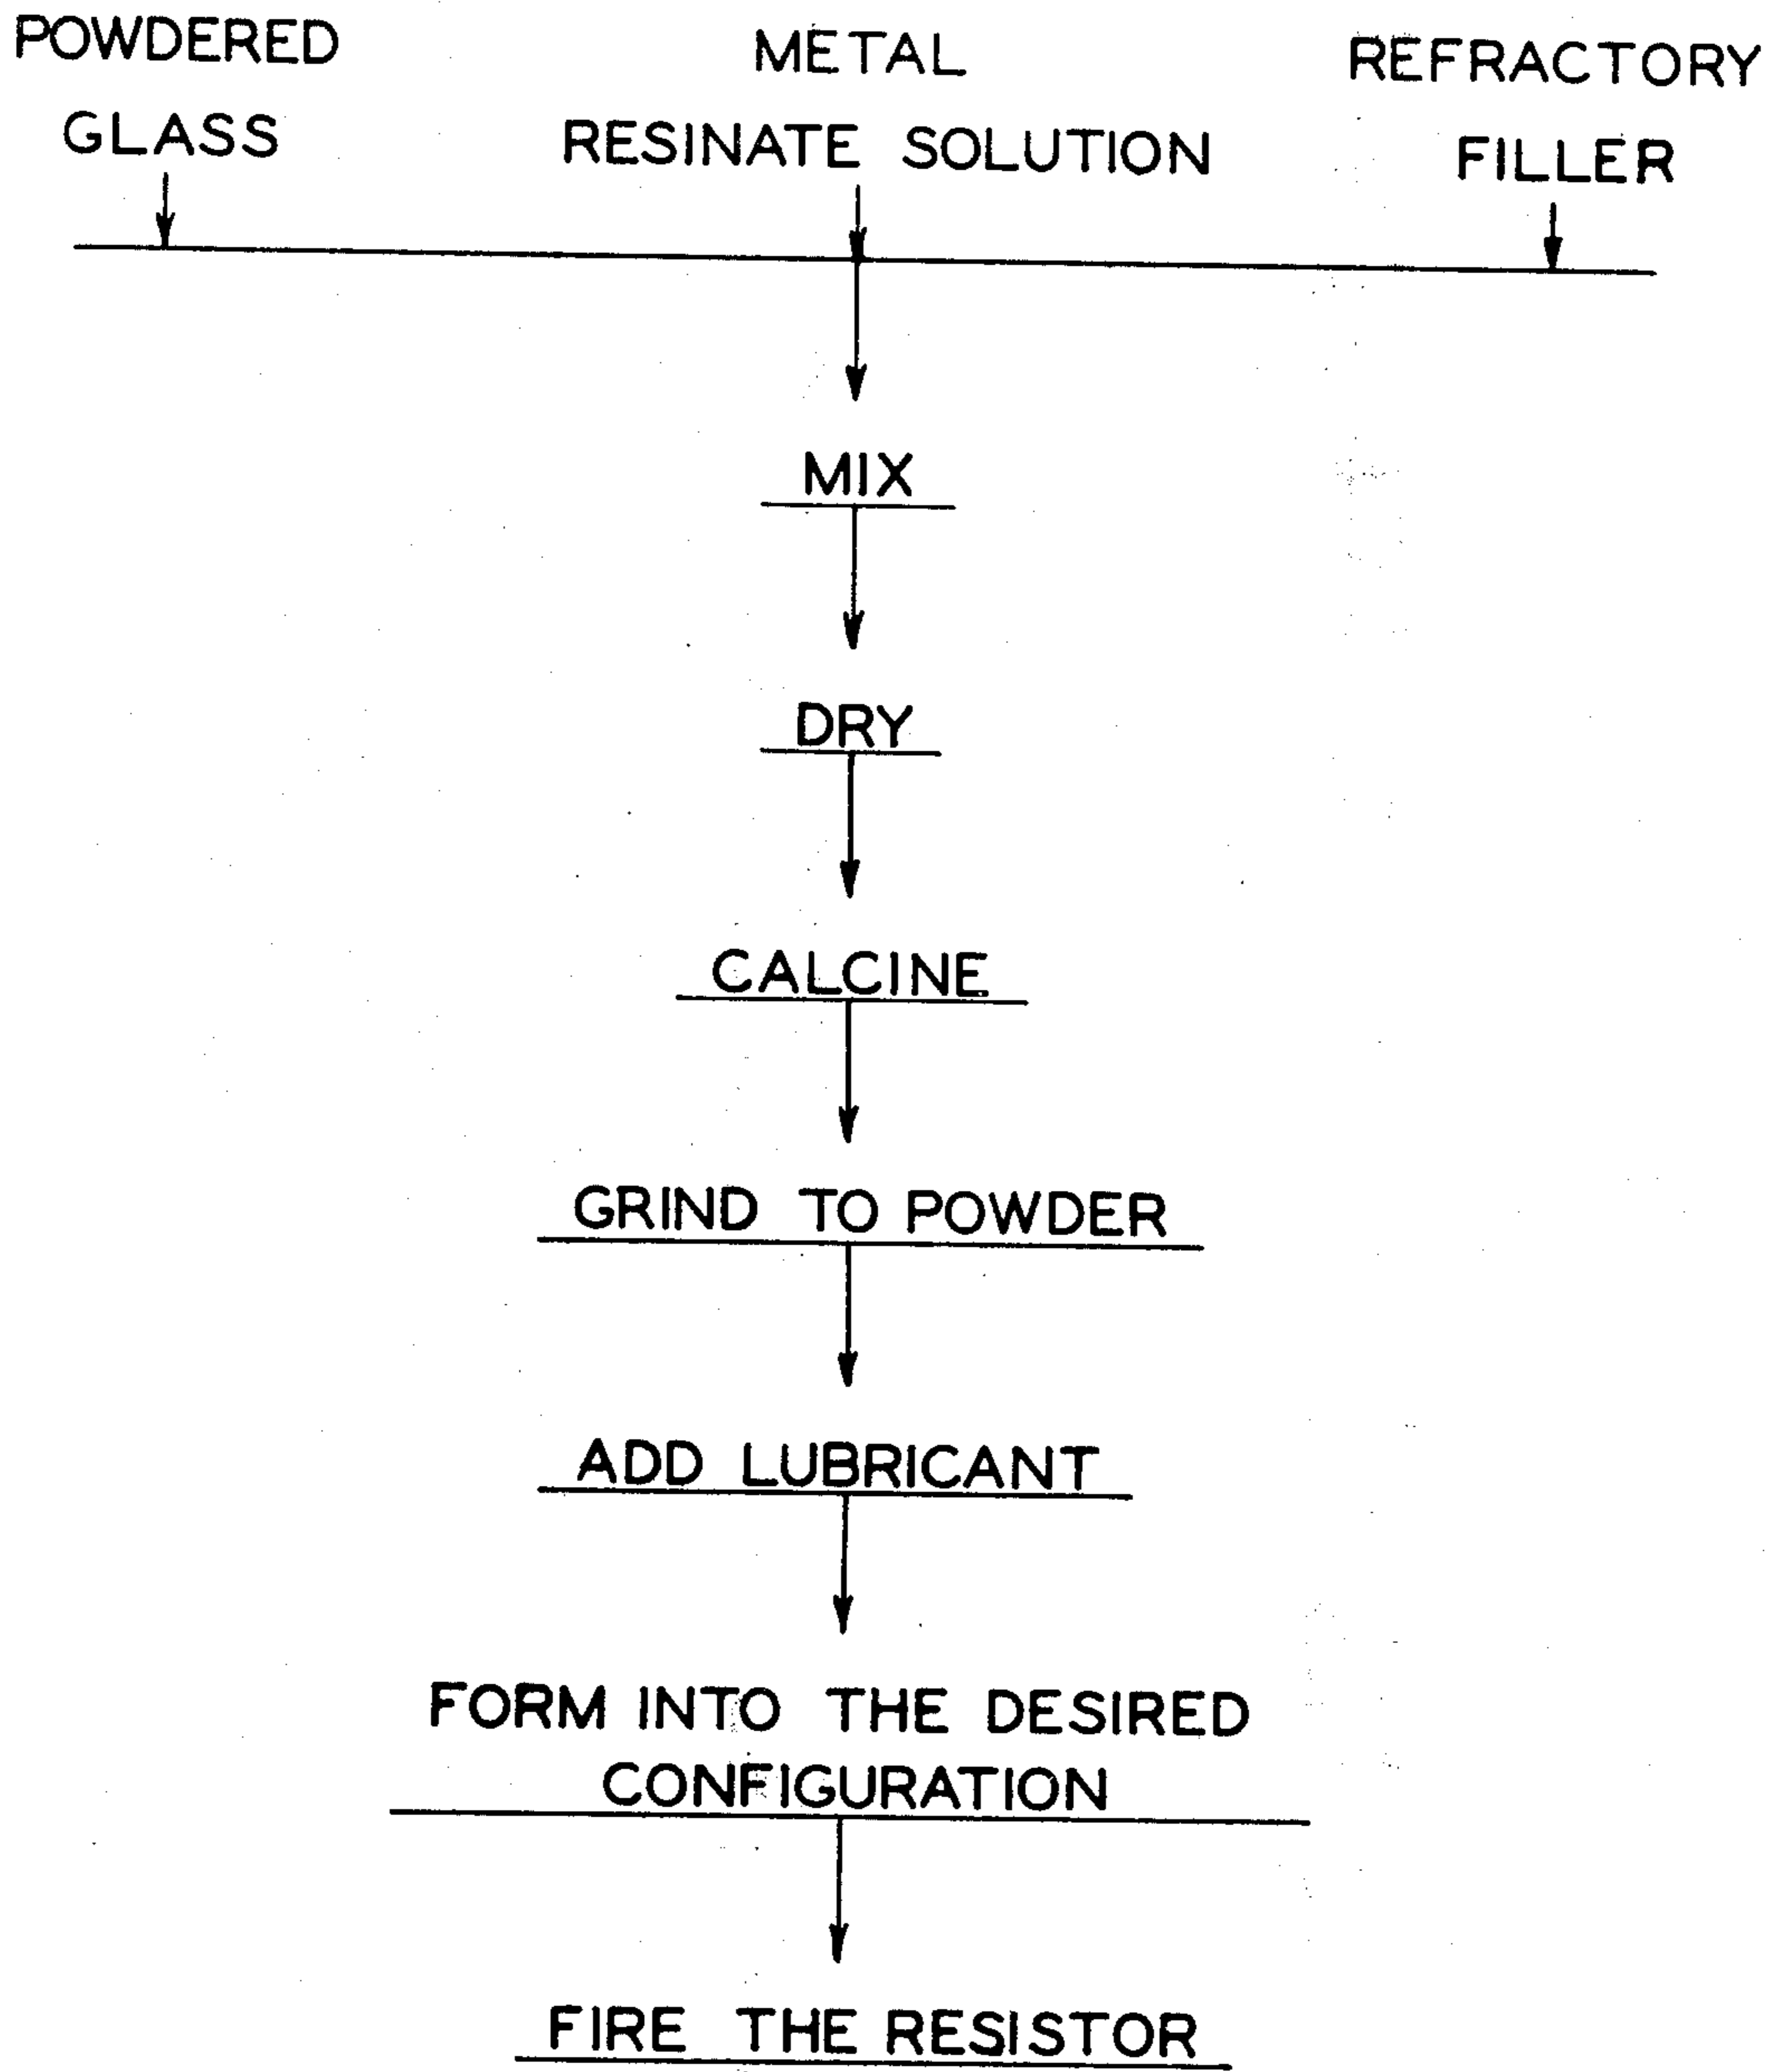 POWDERED
GLASS
METAL
RESINATE SOLUTION
REFRACTORY
FILLER
MIX
DRY
CALCINE
GRIND TO POWDER
ADD LUBRICANT
FORM INTO THE DESIRED
CONFIGURATION
FIRE THE RESISTOR